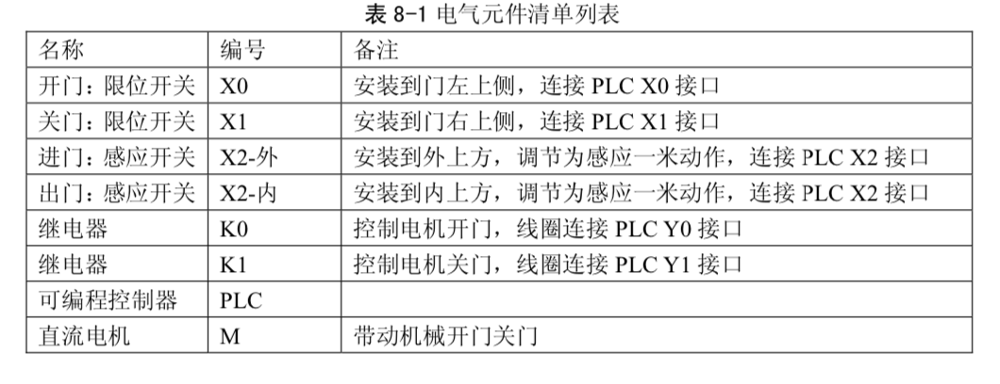 表 8-1 电气元件清单列表
名称 编号 备注
开门：限位开关 X0 安装到门左上侧，连接 PLC X0 接口
关门：限位开关 X1 安装到门右上侧，连接 PLC X1 接口
进门：感应开关 X2-外 安装到外上方，调节为感应一米动作，连接 PLC X2 接口
出门：感应开关 X2-内 安装到内上方，调节为感应一米动作，连接 PLC X2 接口
继电器 K0 控制电机开门，线圈连接 PLC Y0 接口
继电器 K1 控制电机关门，线圈连接 PLC Y1 接口
可编程控制器 PLC
直流电机 M 带动机械开门关门